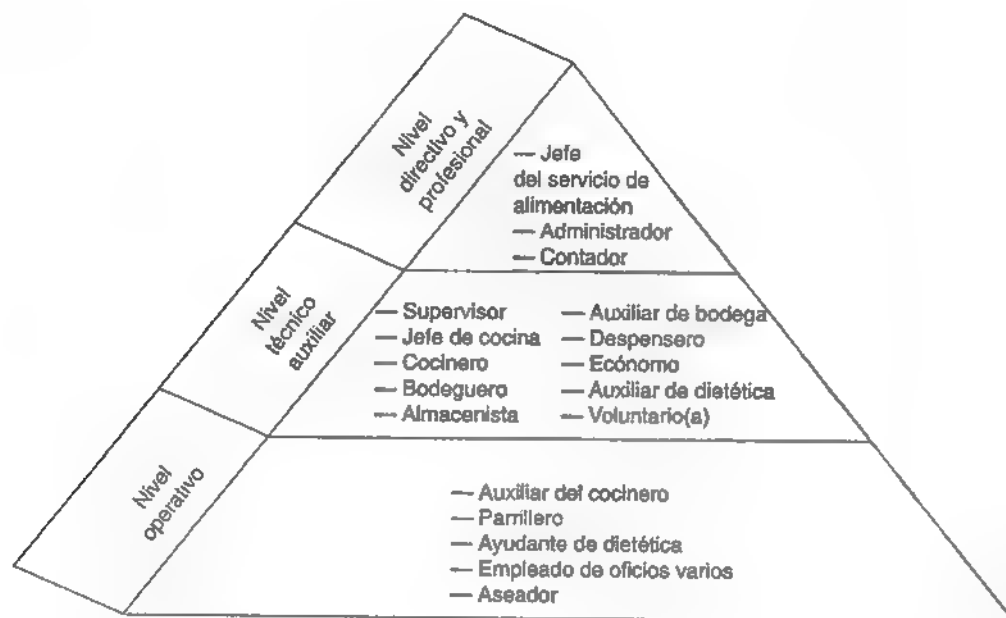 Nivel
directivo y
profesional
— Jefe
del servicio de
alimentación
— Administrador
— Contador
Nivel
técnico
auxiliar
— Supervisor
— Jefe de cocina
— Cocinero
— Bodeguero
— Almacenista
— Auxiliar de bodega
— Despensero
— Ecónomo
— Auxiliar de dietética
— Voluntario(a)
Nivel
operativo
— Auxiliar del cocinero
— Parrillero
— Ayudante de dietética
— Empleado de oficios varios
— Aseador